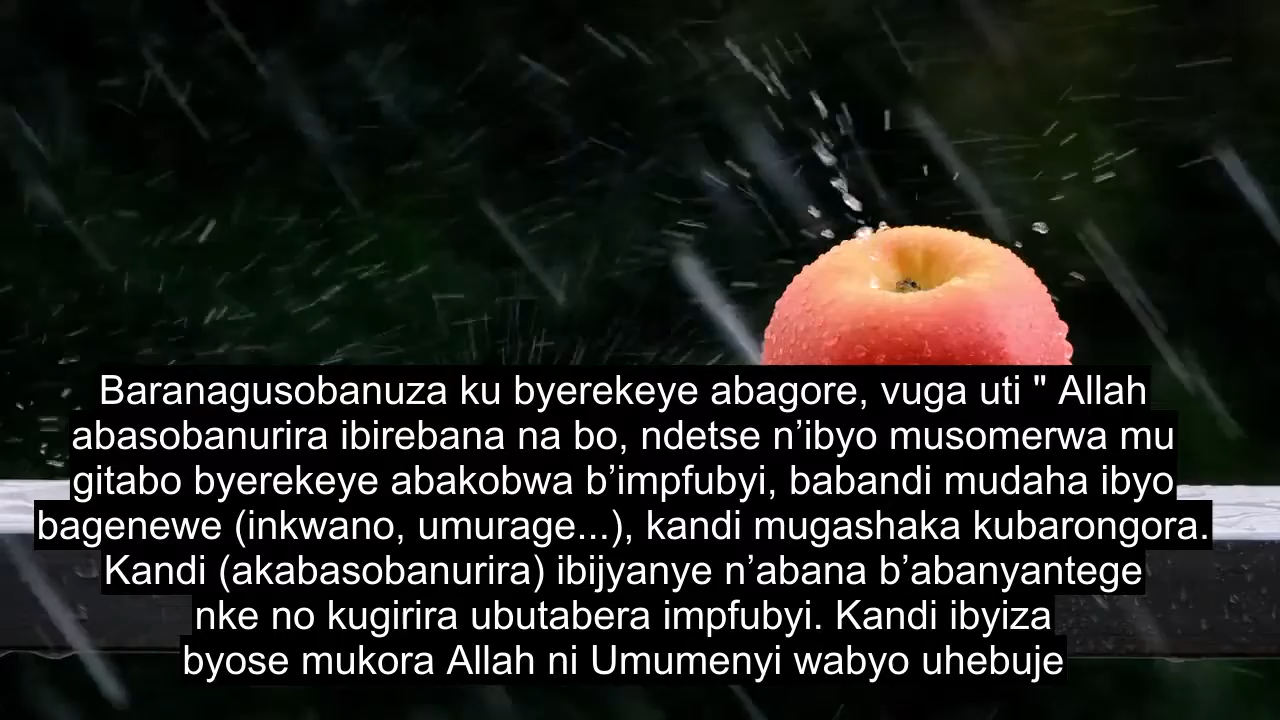 Baranagusobanuza ku byerekeye abagore, vuga uti " Allah
abasobanurira ibirebana na bo, ndetse n’ibyo musomerwa mu
gitabo byerekeye abakobwa b’impfubyi, babandi mudaha ibyo
bagenewe (inkwano, umurage...), kandi mugashaka kubarongora.
Kandi (akabasobanurira) ibijyanye n’abana b’abanyantege
nke no kugirira ubutabera impfubyi. Kandi ibyiza
byose mukora Allah ni Umumenyi wabyo uhebuje